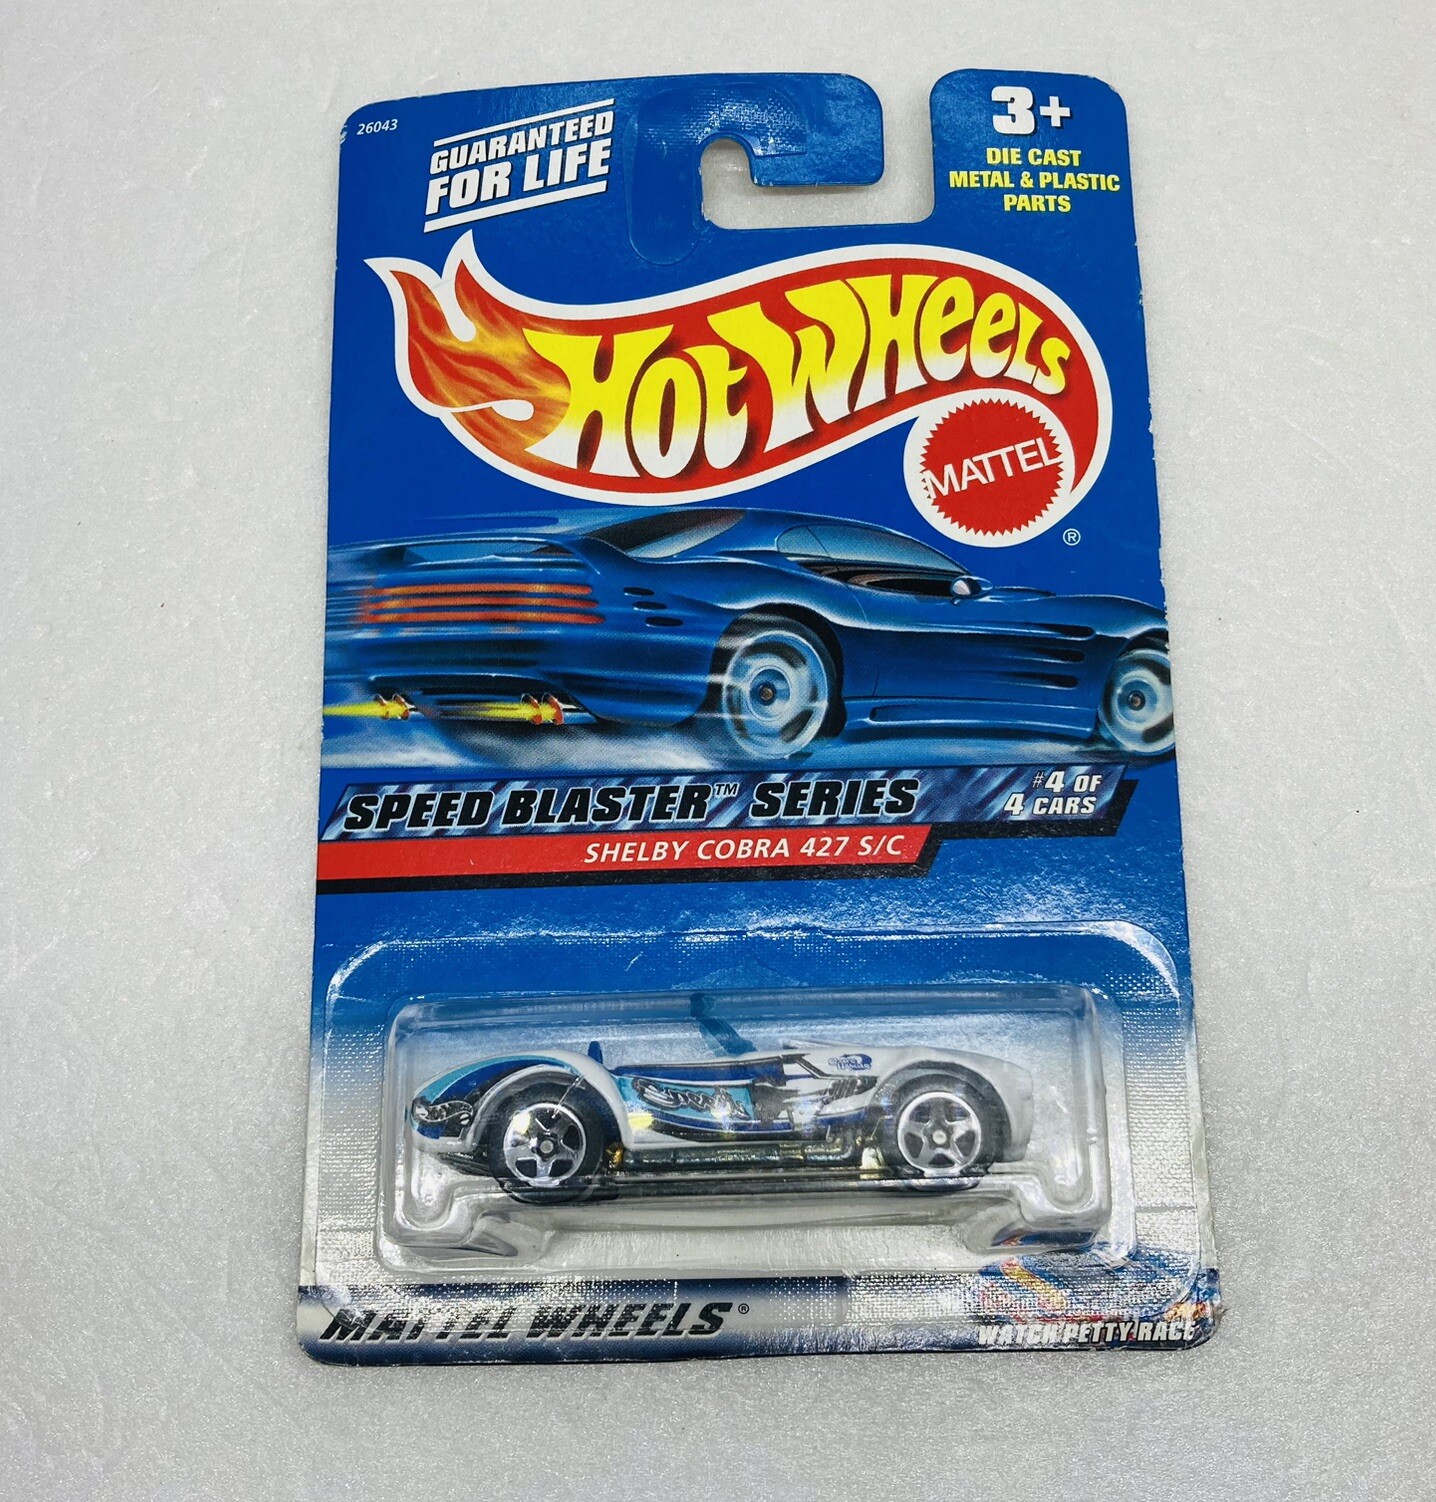 26043
GUARANTEED
FOR LIFE
3+
DIE CAST
METAL & PLASTIC
PARTS
HOT WHEELS
MATTEL
®
SPEED BLASTER™ SERIES
#4 OF
4 CARS
SHELBY COBRA 427 S/C
MATTEL WHEELS®
WATCH PETTY RACE